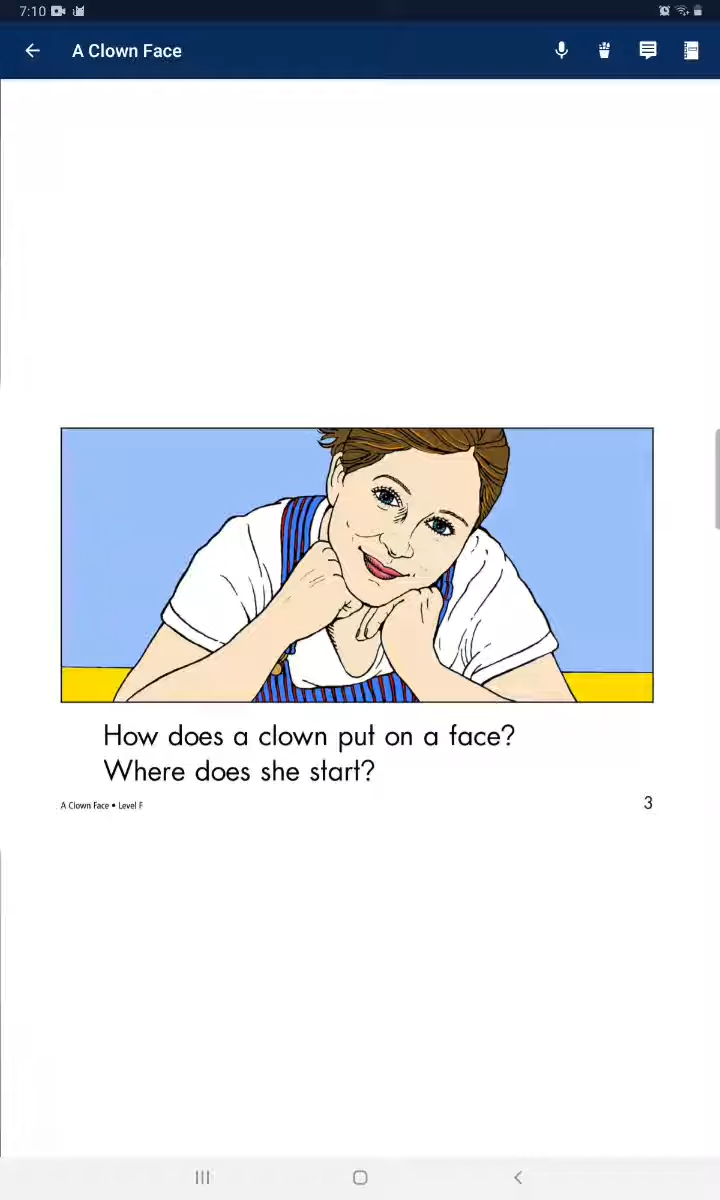 7:10
A Clown Face
How does a clown put on a face?
Where does she start?
A Clown Face • Level F
3